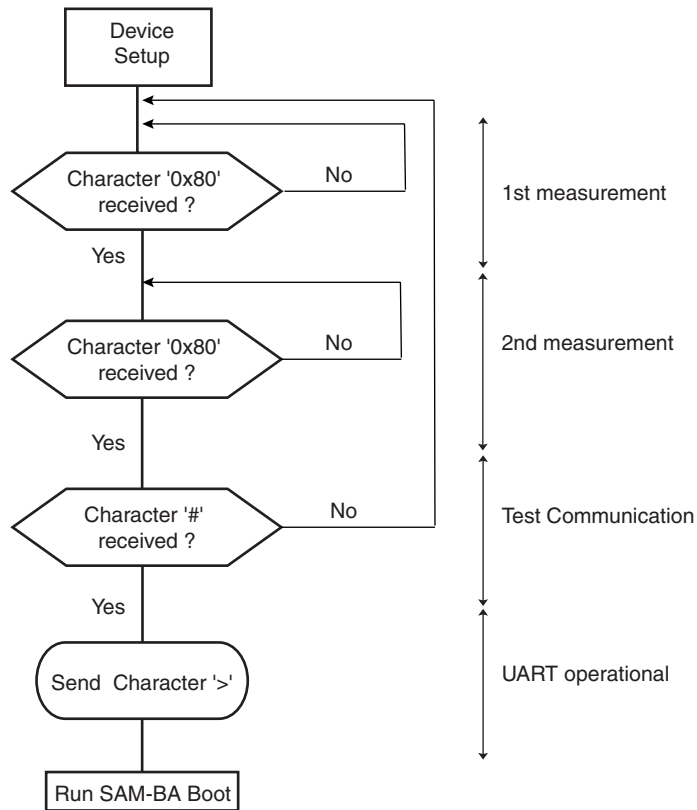 Device
Setup
Character '0x80'
received ?
No
1st measurement
Yes
Character '0x80'
received ?
No
2nd measurement
Yes
Character '#'
received ?
No
Test Communication
Yes
Send Character '>'
UART operational
Run SAM-BA Boot